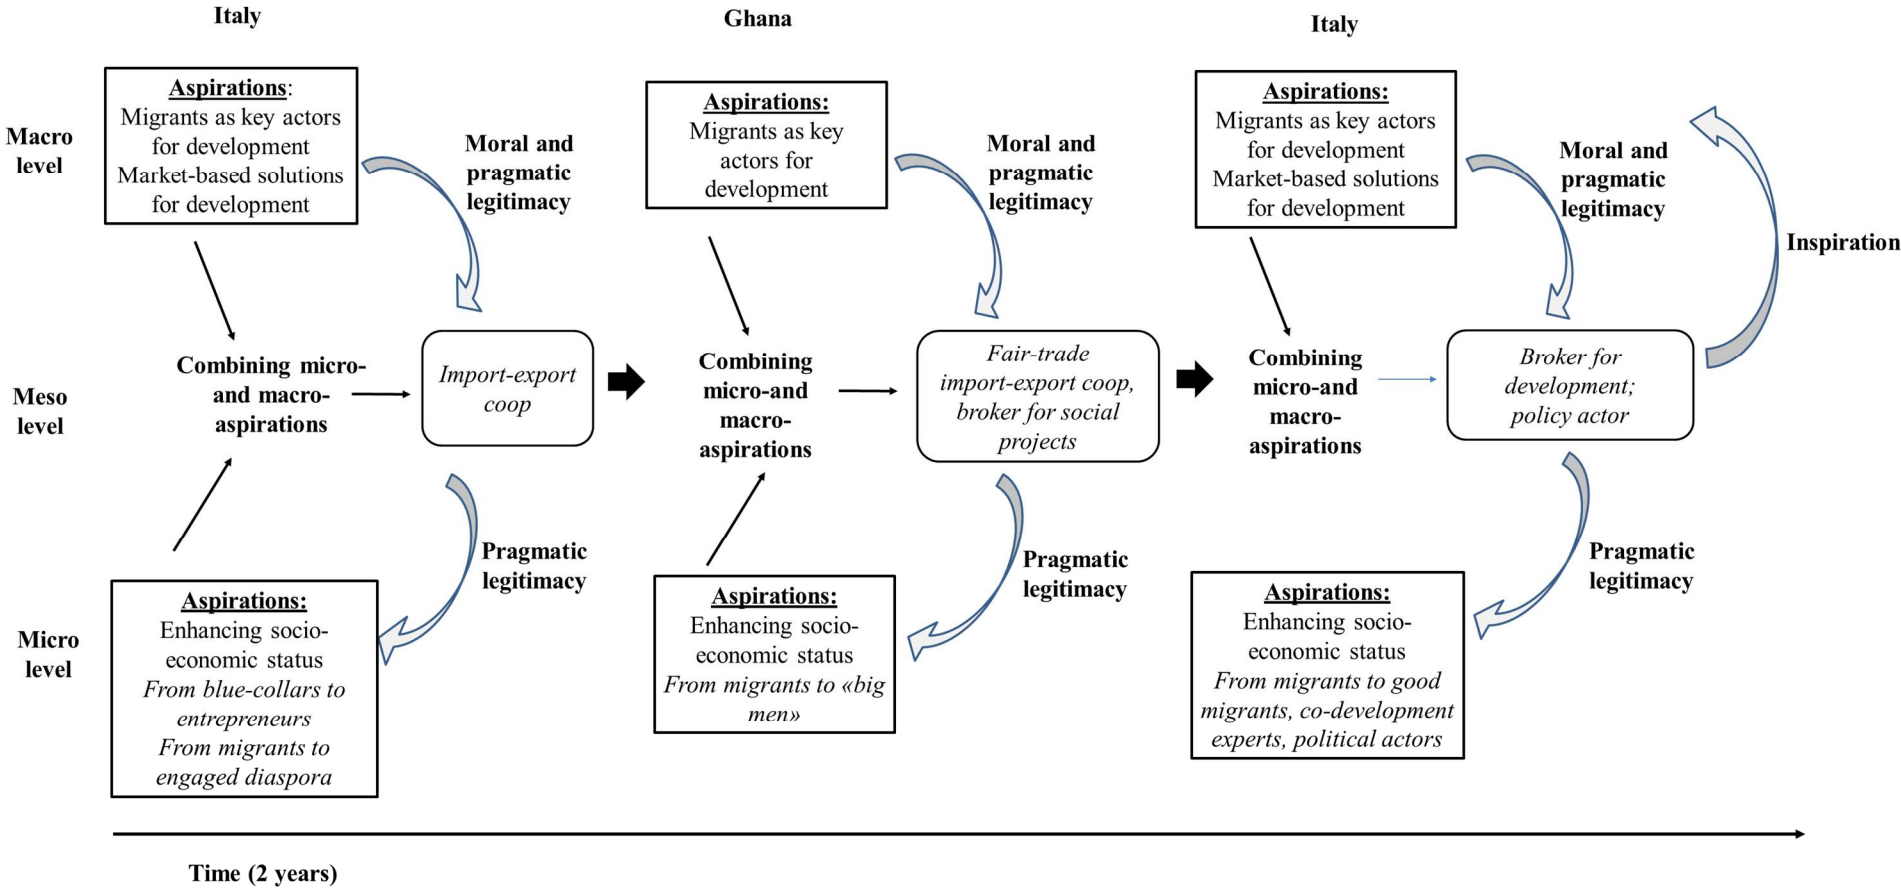 Italy
Ghana
Italy
Macro
level
Aspirations:
Migrants as key actors
for development
Market-based solutions
for development
Moral and
pragmatic
legitimacy
Aspirations:
Migrants as key
actors for
development
Moral and
pragmatic
legitimacy
Aspirations:
Migrants as key actors
for development
Market-based solutions
for development
Moral and
pragmatic
legitimacy
Inspiration
Meso
level
Combining micro-
and macro-
aspirations
Import-export
coop
Combining
micro-and
macro-
aspirations
Fair-trade
import-export coop,
broker for social
projects
Combining
micro-and
macro-
aspirations
Broker for
development;
policy actor
Pragmatic
legitimacy
Pragmatic
legitimacy
Pragmatic
legitimacy
Micro
level
Aspirations:
Enhancing socio-
economic status
From blue-collars to
entrepreneurs
From migrants to
engaged diaspora
Aspirations:
Enhancing socio-
economic status
From migrants to «big
men»
Aspirations:
Enhancing socio-
economic status
From migrants to good
migrants, co-development
experts, political actors
Time (2 years)